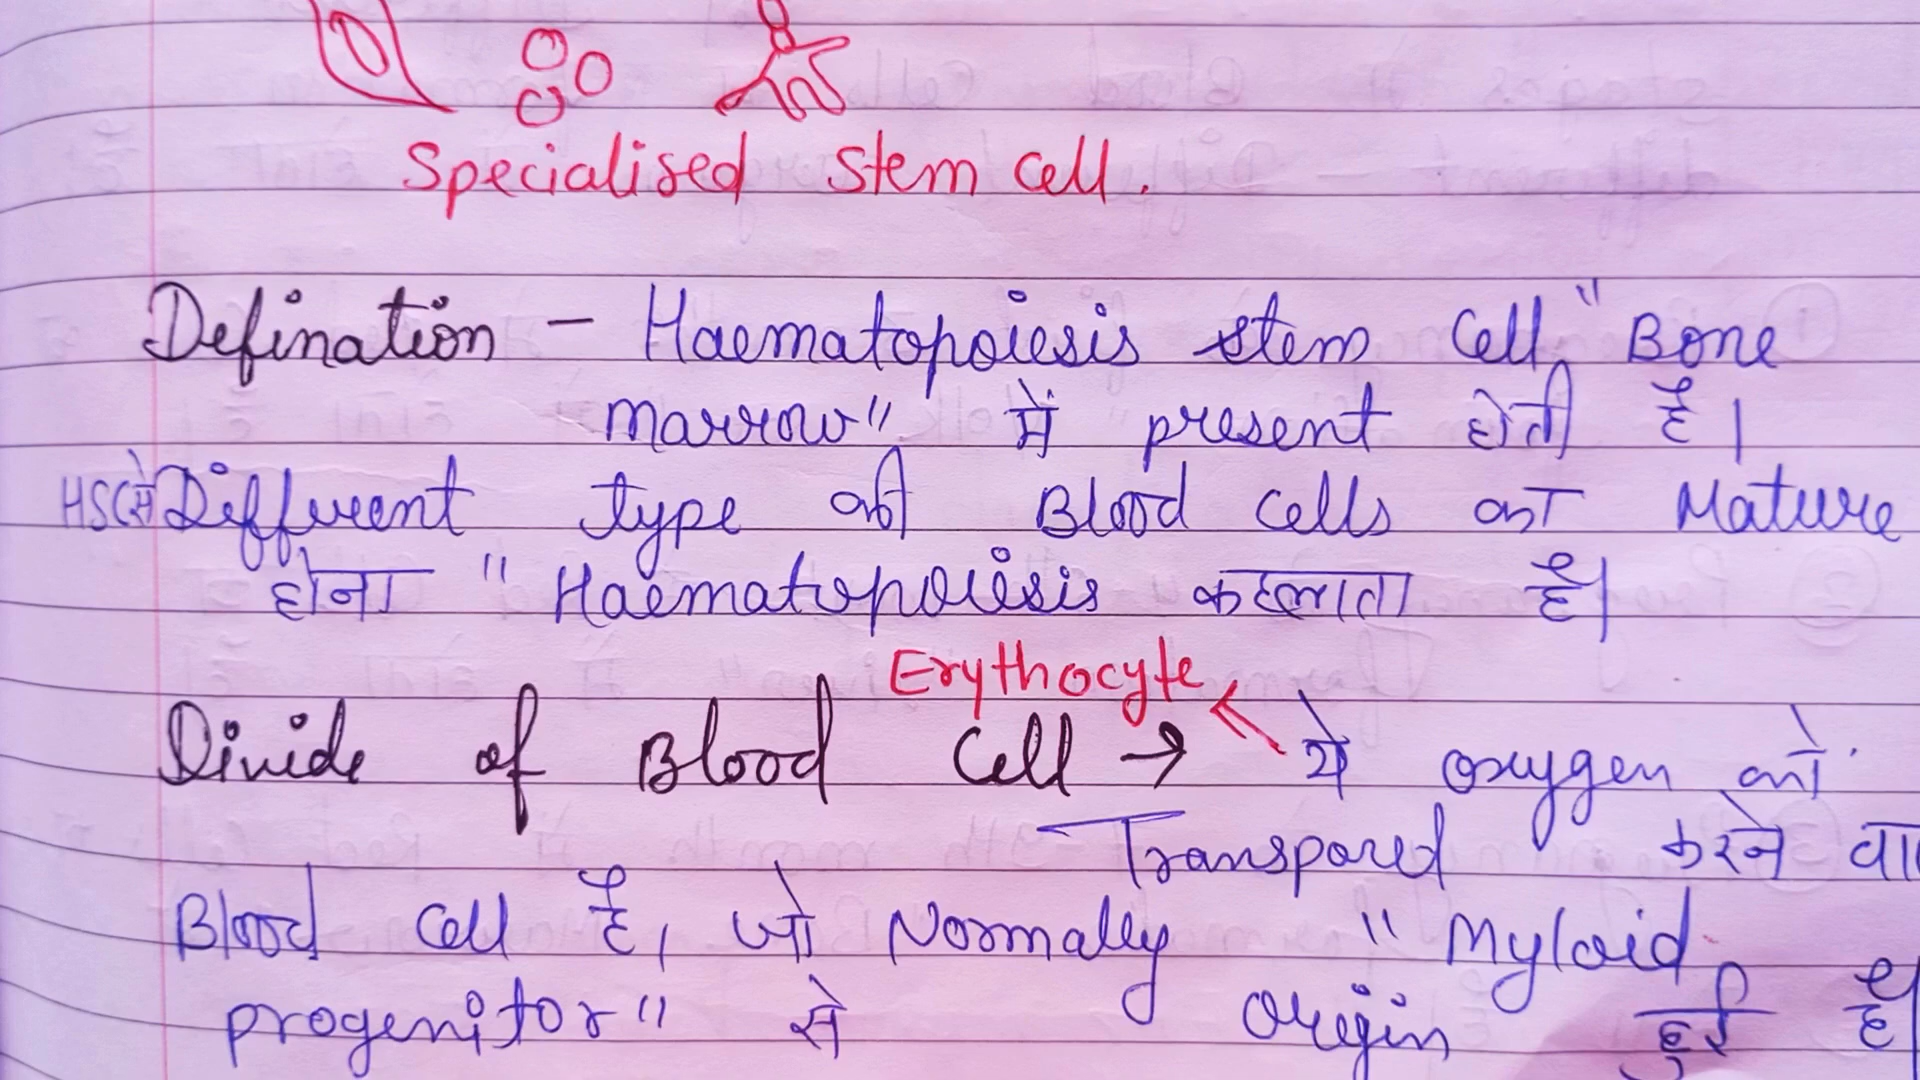 Specialised Stem Cell.
Defination - Haematopoiesis stem Cell "Bone
marrow" में present होती है।
HSC से Different type की Blood cells का Mature
होना "Haematopoiesis कहलाता है।
Erythocyte
Divide of Blood Cell → ये oxygen को
Transpored करने वा
Blood Cell है, जो Normally "Myloid
progenitor" से origin हुई है